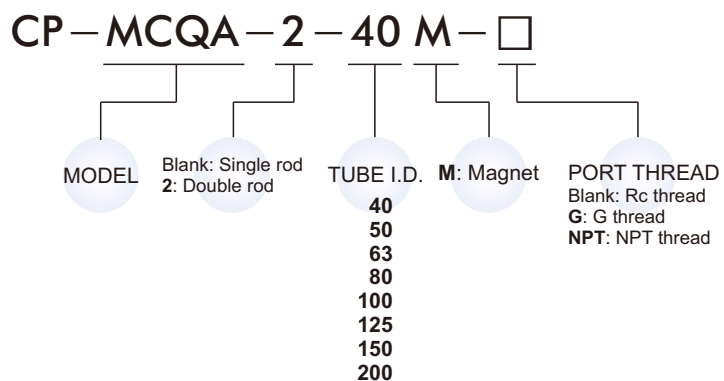 CP－MCQA－2－40 M－□
MODEL
Blank: Single rod
2: Double rod
TUBE I.D.
40
50
63
80
100
125
150
200
M: Magnet
PORT THREAD
Blank: Rc thread
G: G thread
NPT: NPT thread